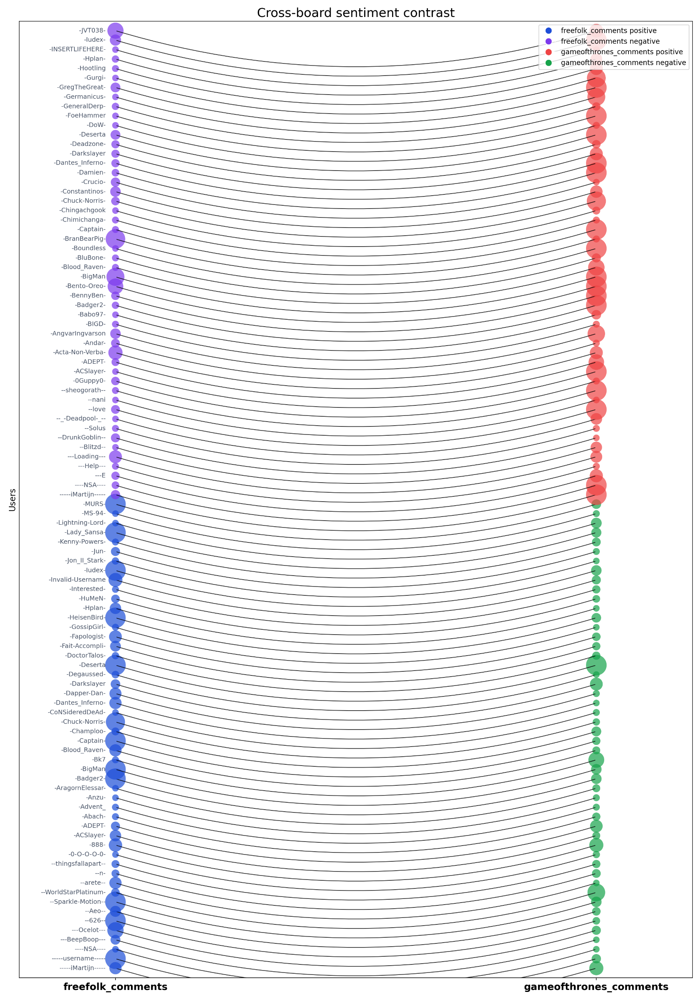 Cross-board sentiment contrast
freefolk_comments positive
freefolk_comments negative
gameofthrones_comments positive
gameofthrones_comments negative
Users
-JVT038-
-Iudex-
-INSERTLIFEHERE-
-Hplan-
-Hootling
-Gurgi-
-GregTheGreat-
-Germanicus-
-GeneralDerp-
-FoeHammer
-DoW-
-Deserta
-Deadzone-
-Darkslayer
-Dantes_Inferno-
-Damien-
-Crucio-
-Constantinos-
-Chuck-Norris-
-Chingachgook
-Chimichanga-
-Captain-
-BranBearPig-
-Boundless
-BluBone-
-Blood_Raven-
-BigMan
-Bento-Oreo-
-BennyBen-
-Badger2-
-Babo97-
-BIGD-
-AngvarIngvarson
-Andar-
-Acta-Non-Verba-
-ADEPT-
-ACSlayer-
-0Guppy0-
--sheogorath--
--nani
--love
--_-Deadpool-_--
--Solus
--DrunkGoblin--
--Blitzd--
---Loading---
---Help---
---E
----NSA----
-----iMartijn-----
-MURS-
-MS-94-
-Lightning-Lord-
-Lady_Sansa-
-Kenny-Powers-
-Jun-
-Jon_II_Stark-
-Iudex-
-Invalid-Username
-Interested-
-HuMeN-
-Hplan-
-HeisenBird-
-GossipGirl-
-Fapologist-
-Fait-Accompli-
-DoctorTalos-
-Deserta
-Degaussed-
-Darkslayer
-Dapper-Dan-
-Dantes_Inferno-
-CoNSideredDeAd-
-Chuck-Norris-
-Champloo-
-Captain-
-Blood_Raven-
-Bk7
-BigMan
-Badger2-
-AragornElessar-
-Anzu-
-Advent_
-Abach-
-ADEPT-
-ACSlayer-
-888-
-0-O-O-O-0-
--thingsfallapart--
--n-
--arete--
--WorldStarPlatinum-
--Sparkle-Motion--
--Aeo--
--626--
---Ocelot---
---BeepBoop---
----NSA----
-----username-----
-----iMartijn-----
freefolk_comments
gameofthrones_comments